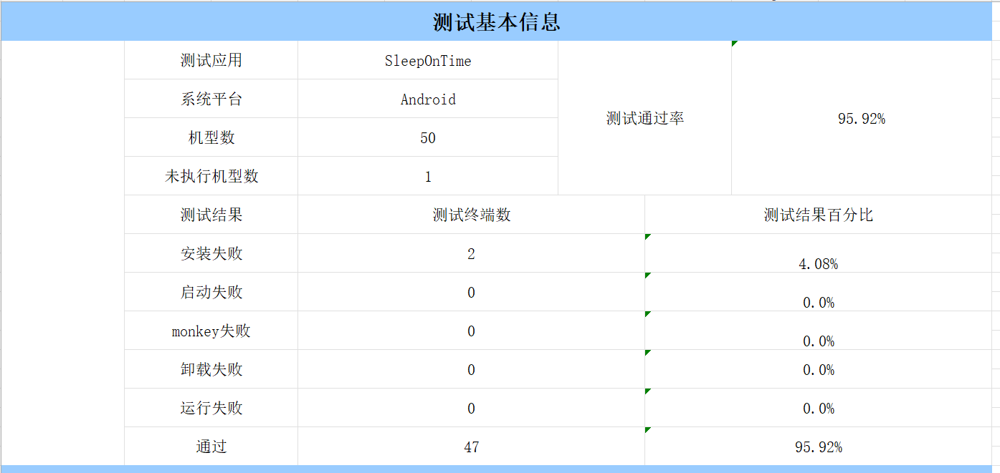 测试基本信息
测试应用 SleepOnTime
系统平台 Android
测试通过率 95.92%
机型数 50
未执行机型数 1
测试结果 测试终端数 测试结果百分比
安装失败 2 4.08%
启动失败 0 0.0%
monkey失败 0 0.0%
卸载失败 0 0.0%
运行失败 0 0.0%
通过 47 95.92%